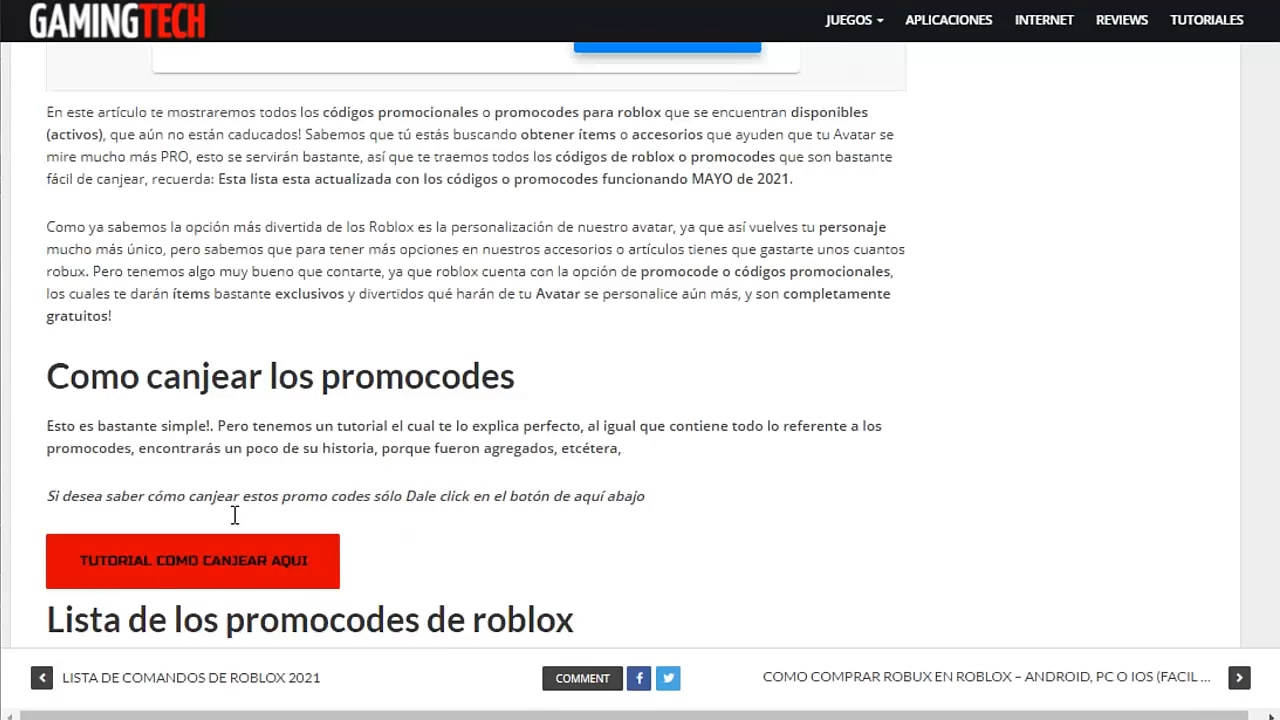 GAMINGTECH
JUEGOS APLICACIONES INTERNET REVIEWS TUTORIALES
En este artículo te mostraremos todos los códigos promocionales o promocodes para roblox que se encuentran disponibles
(activos), que aún no están caducados! Sabemos que tú estás buscando obtener ítems o accesorios que ayuden que tu Avatar se
mire mucho más PRO, esto se servirán bastante, así que te traemos todos los códigos de roblox o promocodes que son bastante
fácil de canjear, recuerda: Esta lista esta actualizada con los códigos o promocodes funcionando MAYO de 2021.
Como ya sabemos la opción más divertida de los Roblox es la personalización de nuestro avatar, ya que así vuelves tu personaje
mucho más único, pero sabemos que para tener más opciones en nuestros accesorios o artículos tienes que gastarte unos cuantos
robux. Pero tenemos algo muy bueno que contarte, ya que roblox cuenta con la opción de promocode o códigos promocionales,
los cuales te darán ítems bastante exclusivos y divertidos qué harán de tu Avatar se personalice aún más, y son completamente
gratuitos!
Como canjear los promocodes
Esto es bastante simple!. Pero tenemos un tutorial el cual te lo explica perfecto, al igual que contiene todo lo referente a los
promocodes, encontrarás un poco de su historia, porque fueron agregados, etcétera,
Si desea saber cómo canjear estos promo codes sólo Dale click en el botón de aquí abajo
TUTORIAL COMO CANJEAR AQUI
Lista de los promocodes de roblox
LISTA DE COMANDOS DE ROBLOX 2021
COMMENT
COMO COMPRAR ROBUX EN ROBLOX – ANDROID, PC O IOS (FACIL ...